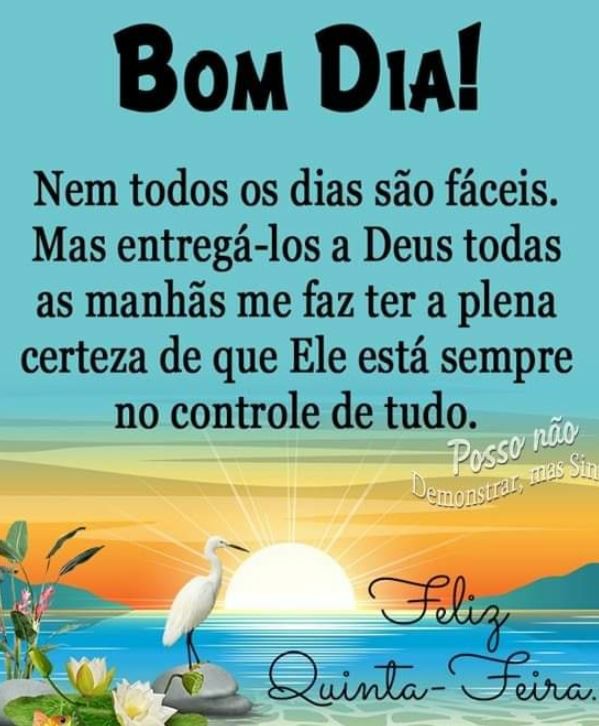 BOM DIA!
Nem todos os dias são fáceis.
Mas entregá-los a Deus todas
as manhãs me faz ter a plena
certeza de que Ele está sempre
no controle de tudo.
Posso não
Demonstrar, mas Sin
Feliz
Quinta-Feira.